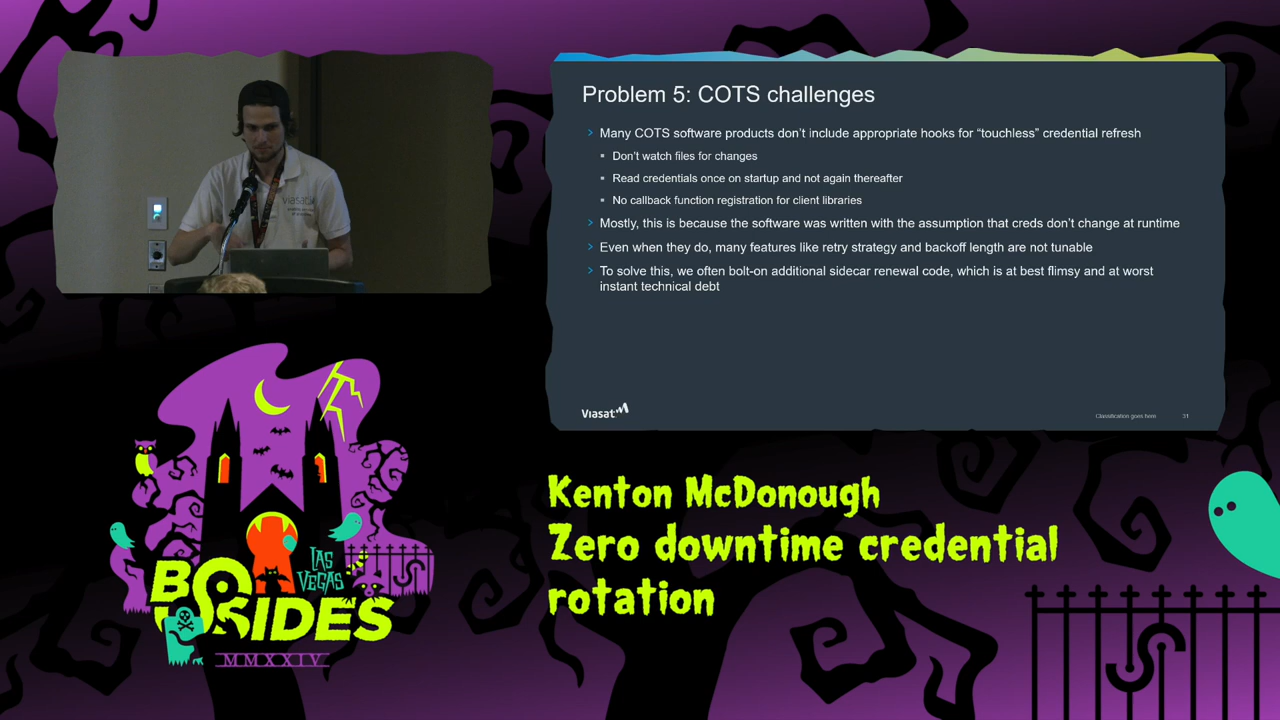 Problem 5: COTS challenges
Many COTS software products don’t include appropriate hooks for “touchless” credential refresh
Don’t watch files for changes
Read credentials once on startup and not again thereafter
No callback function registration for client libraries
Mostly, this is because the software was written with the assumption that creds don’t change at runtime
Even when they do, many features like retry strategy and backoff length are not tunable
To solve this, we often bolt-on additional sidecar renewal code, which is at best flimsy and at worst
instant technical debt
Viasat
Classification goes here
31
viasat
LAS
VEGAS
BSIDES
MMXXIV
Kenton McDonough
Zero downtime credential
rotation